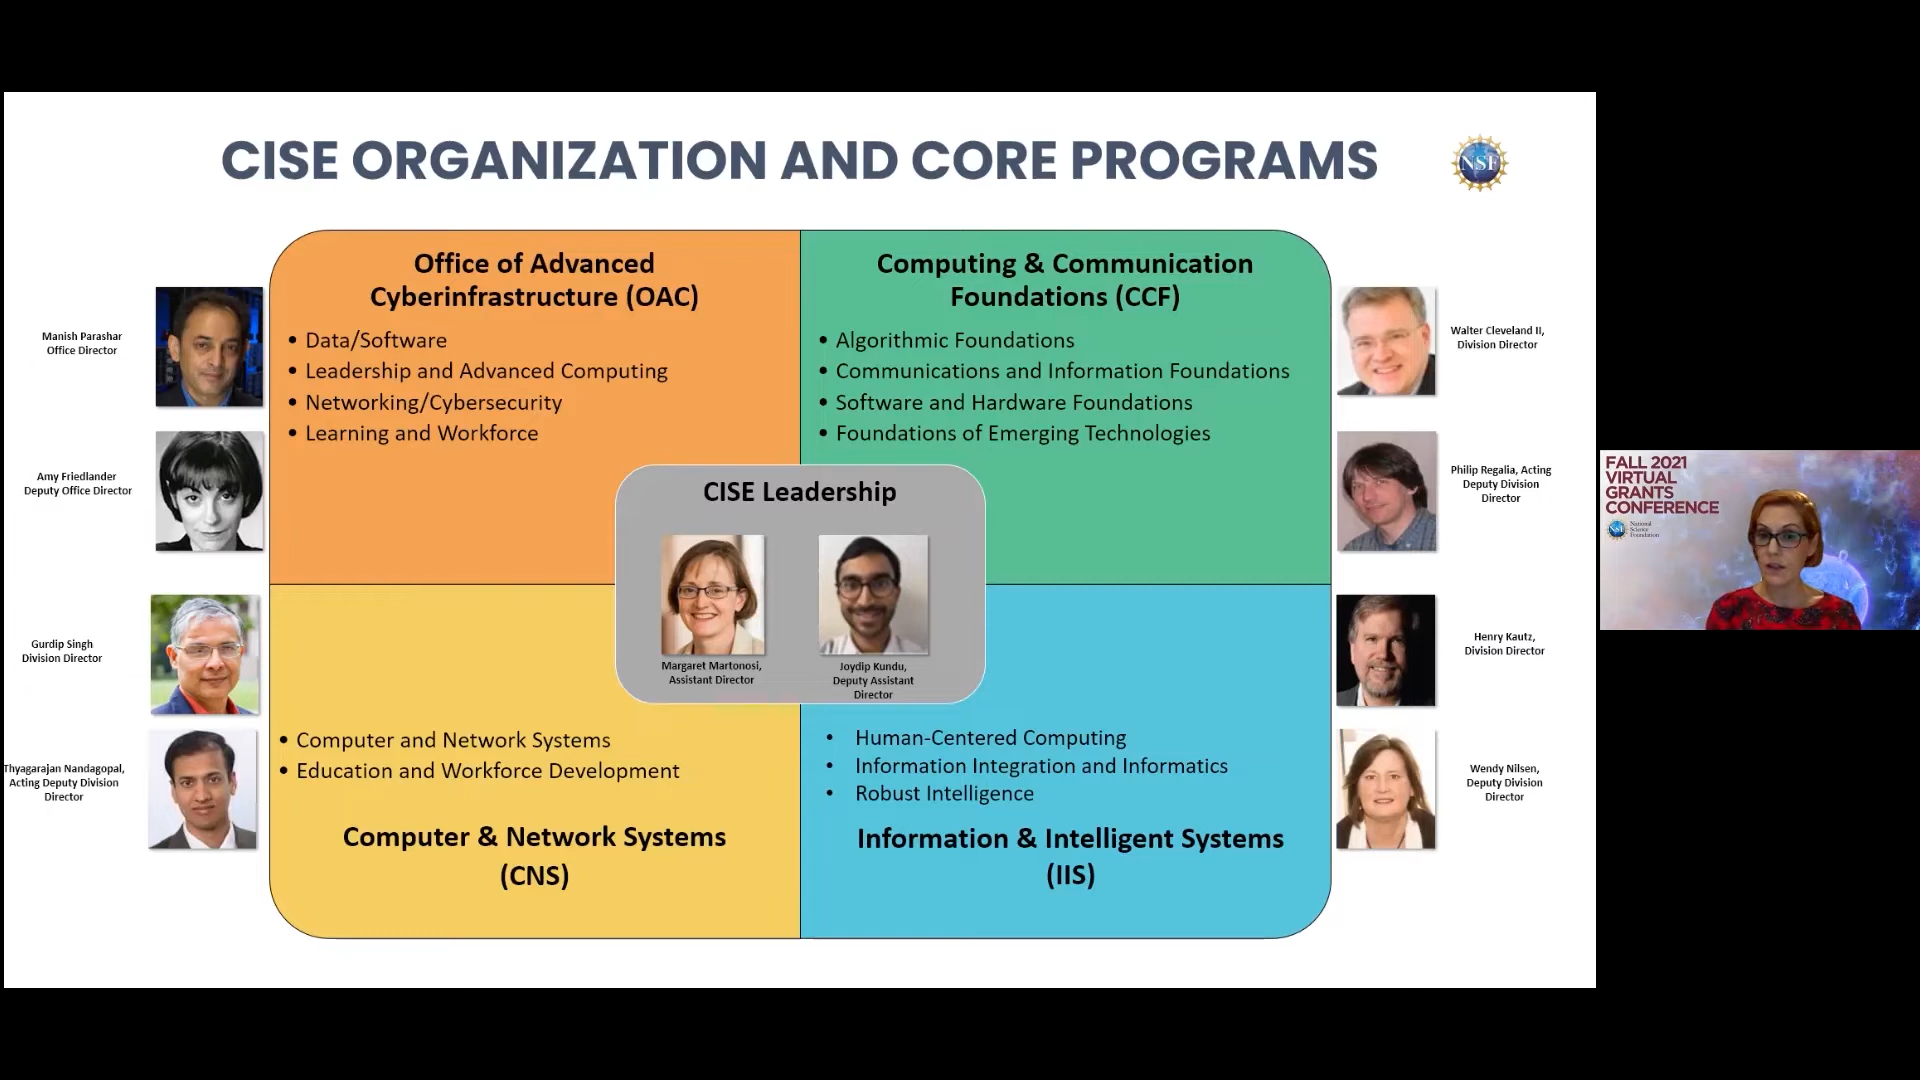 CISE ORGANIZATION AND CORE PROGRAMS
NSF
Office of Advanced
Cyberinfrastructure (OAC)
• Data/Software
• Leadership and Advanced Computing
• Networking/Cybersecurity
• Learning and Workforce
Computing & Communication
Foundations (CCF)
• Algorithmic Foundations
• Communications and Information Foundations
• Software and Hardware Foundations
• Foundations of Emerging Technologies
Manish Parashar
Office Director
Amy Friedlander
Deputy Office Director
Gurdip Singh
Division Director
Thyagarajan Nandagopal,
Acting Deputy Division
Director
CISE Leadership
Margaret Martonosi,
Assistant Director
Joydip Kundu,
Deputy Assistant
Director
Walter Cleveland II,
Division Director
Philip Regalia, Acting
Deputy Division
Director
Henry Kautz,
Division Director
Wendy Nilsen,
Deputy Division
Director
• Computer and Network Systems
• Education and Workforce Development
Computer & Network Systems
(CNS)
• Human-Centered Computing
• Information Integration and Informatics
• Robust Intelligence
Information & Intelligent Systems
(IIS)
FALL 2021
VIRTUAL
GRANTS
CONFERENCE
NSF
National
Science
Foundation